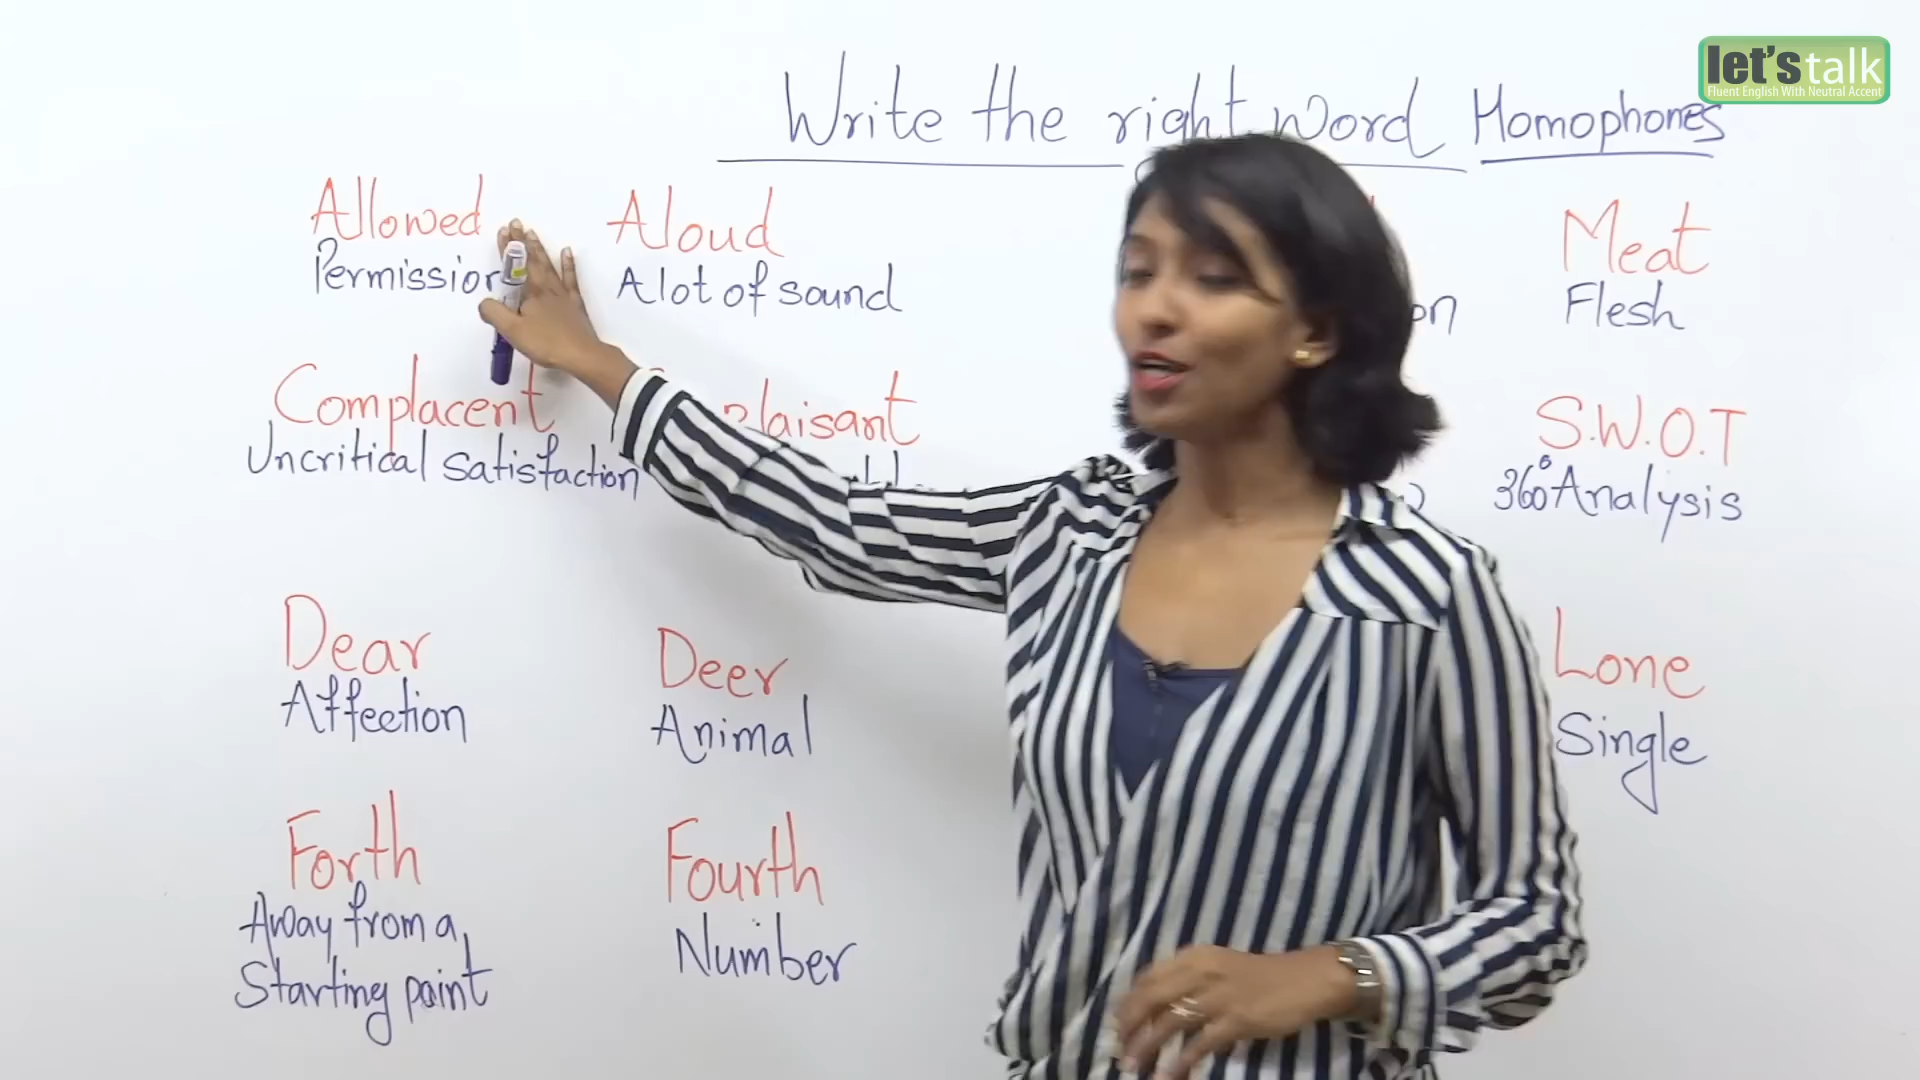 let's talk
Fluent English With Neutral Accent
Write the right word Homophones
Allowed Aloud Meat
Permission A lot of sound Flesh
Complacent S.W.O.T
Uncritical satisfaction 360° Analysis
Dear Deer Lone
Affection Animal Single
Forth Fourth
Away from a Number
Starting point